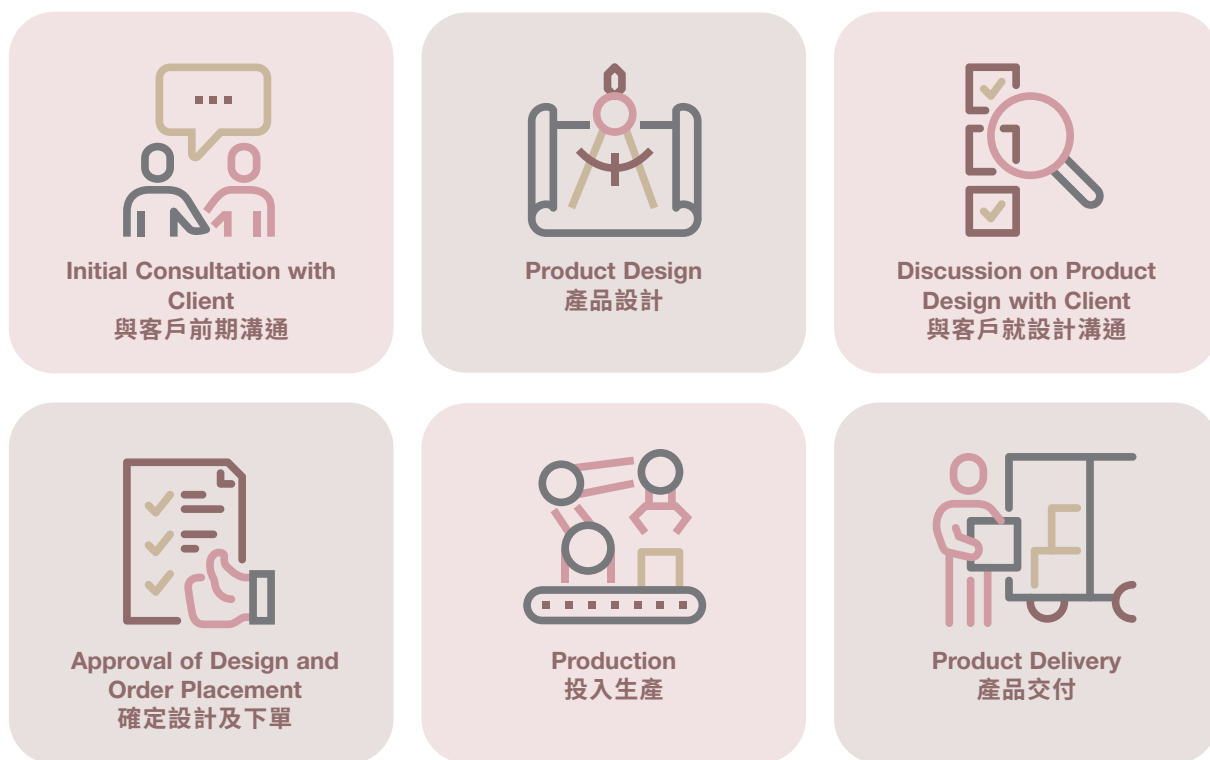 Initial Consultation with
Client
與客戶前期溝通
Product Design
產品設計
Discussion on Product
Design with Client
與客戶就設計溝通
Approval of Design and
Order Placement
確定設計及下單
Production
投入生產
Product Delivery
產品交付